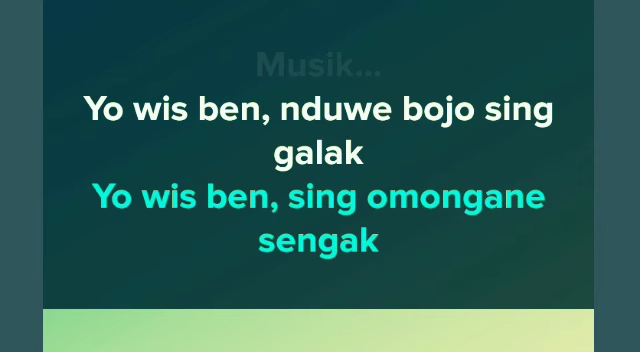 Musik...
Yo wis ben, nduwe bojo sing
galak
Yo wis ben, sing omongane
sengak